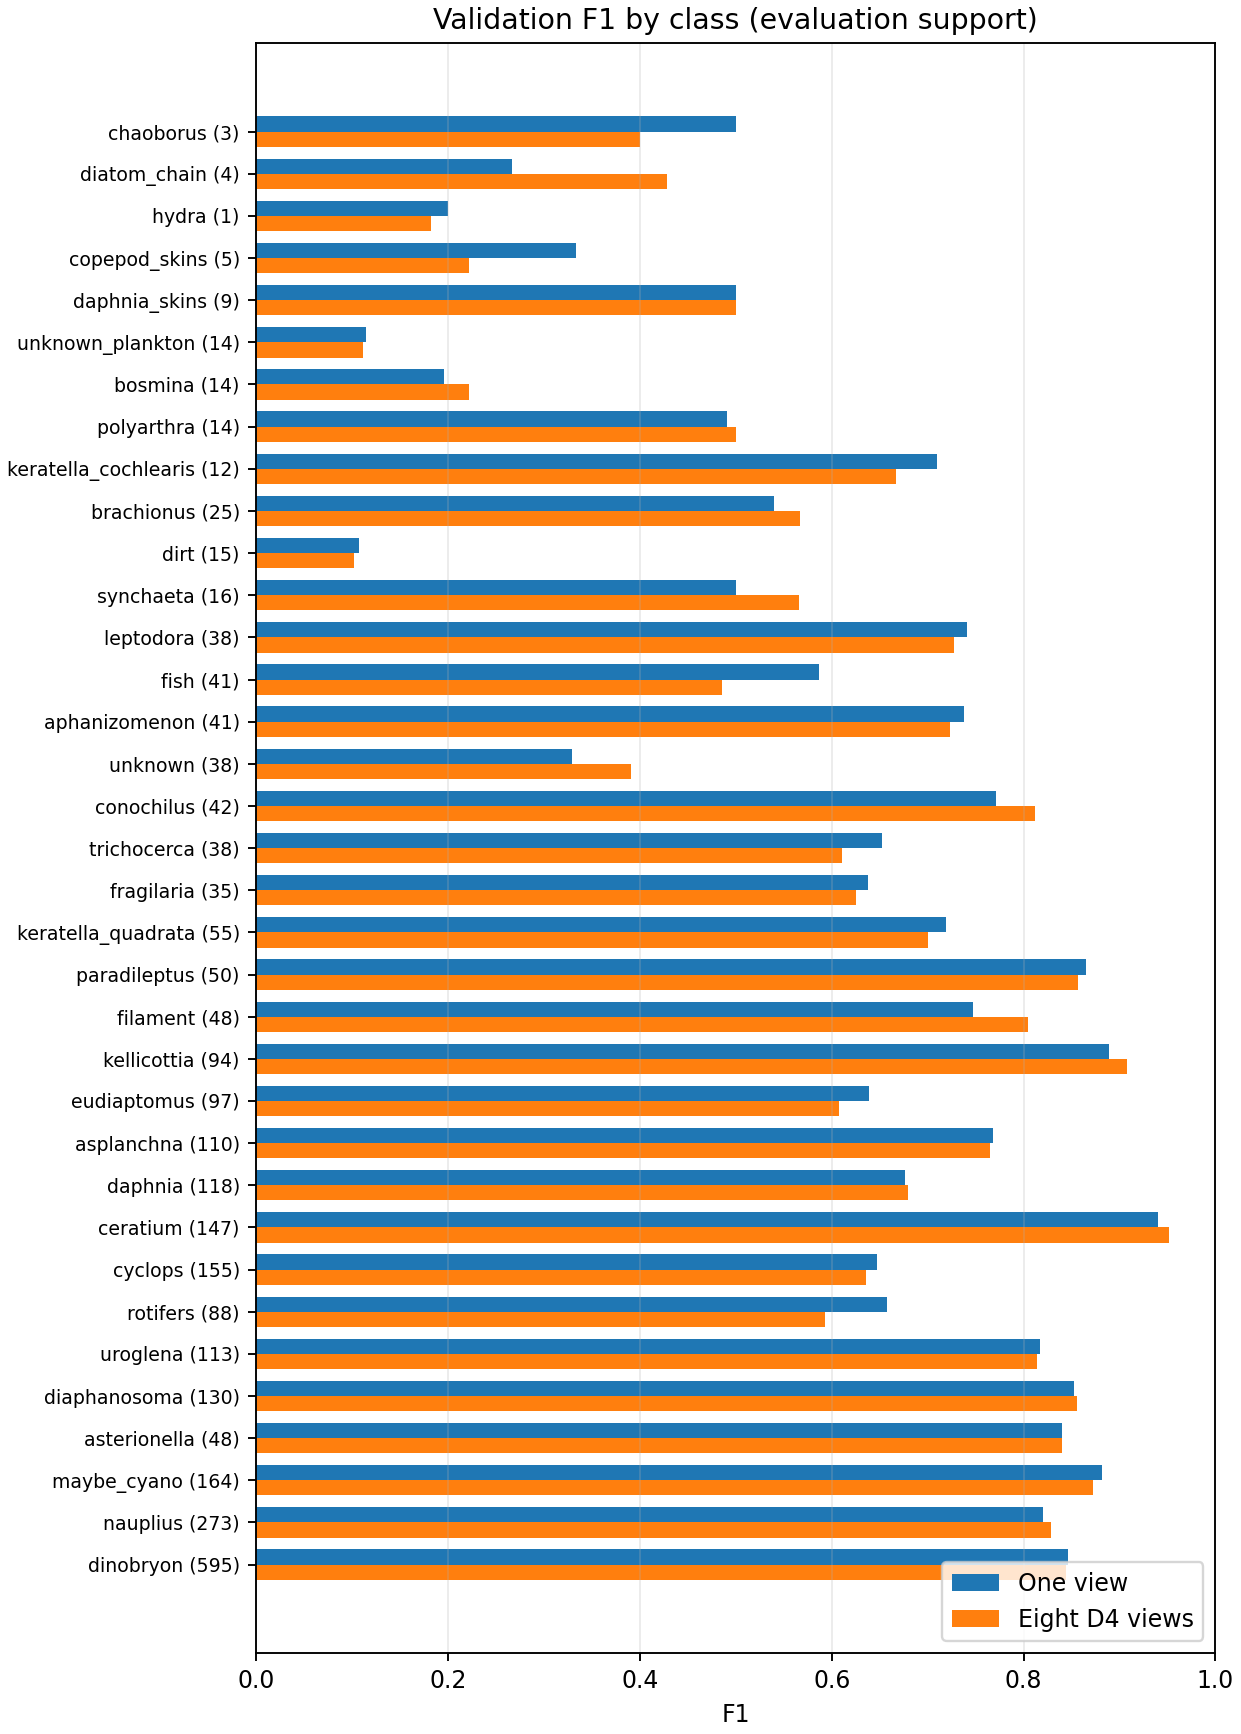 Validation F1 by class (evaluation support)
chaoborus (3)
diatom_chain (4)
hydra (1)
copepod_skins (5)
daphnia_skins (9)
unknown_plankton (14)
bosmina (14)
polyarthra (14)
keratella_cochlearis (12)
brachionus (25)
dirt (15)
synchaeta (16)
leptodora (38)
fish (41)
aphanizomenon (41)
unknown (38)
conochilus (42)
trichocerca (38)
fragilaria (35)
keratella_quadrata (55)
paradileptus (50)
filament (48)
kellicottia (94)
eudiaptomus (97)
asplanchna (110)
daphnia (118)
ceratium (147)
cyclops (155)
rotifers (88)
uroglena (113)
diaphanosoma (130)
asterionella (48)
maybe_cyano (164)
nauplius (273)
dinobryon (595)
One view
Eight D4 views
0.0 0.2 0.4 0.6 0.8 1.0
F1